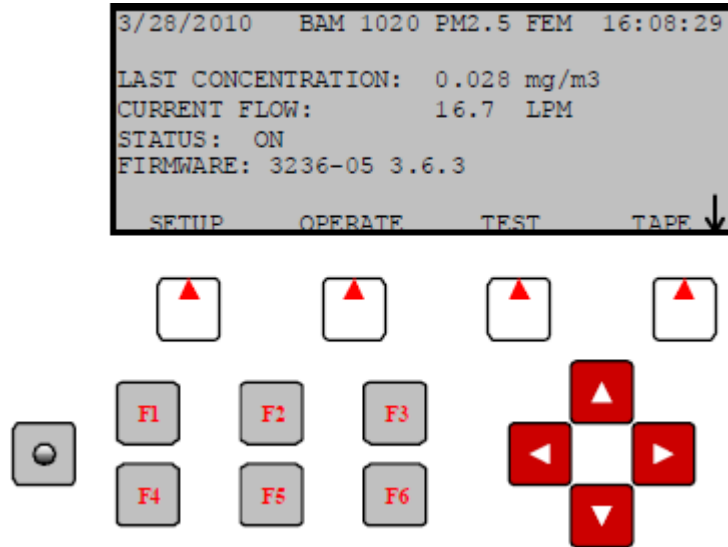 3/28/2010 BAM 1020 PM2.5 FEM 16:08:29
LAST CONCENTRATION: 0.028 mg/m3
CURRENT FLOW: 16.7 LPM
STATUS: ON
FIRMWARE: 3236-05 3.6.3
SETUP OPERATE TEST TAPE
F1 F2 F3
F4 F5 F6